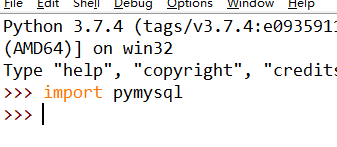 File Edit Shell Debug Options Window Help
Python 3.7.4 (tags/v3.7.4:e093591
(AMD64)] on win32
Type "help", "copyright", "credits
>>> import pymysql
>>>